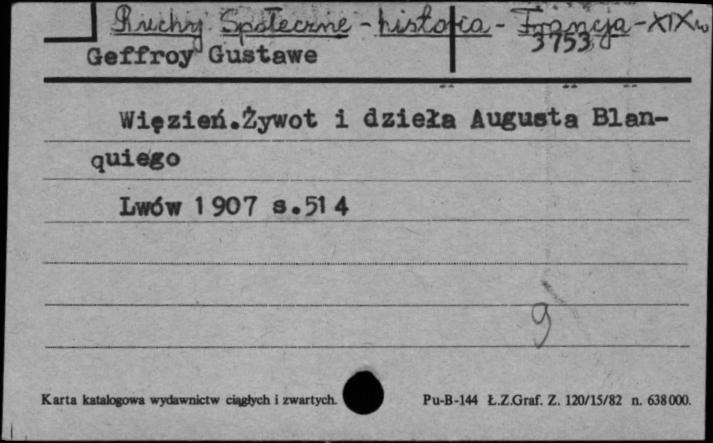 Ruchy Społeczne - historia - Francja - XIX w
3753
Geffroy Gustawe
Więzień.Żywot i dzieła Augusta Blan-
quiego
Lwów 1907 s.514
9
Karta katalogowa wydawnictw ciągłych i zwartych.
Pu-B-144 Ł.Z.Graf. Z. 120/15/82 n. 638000.